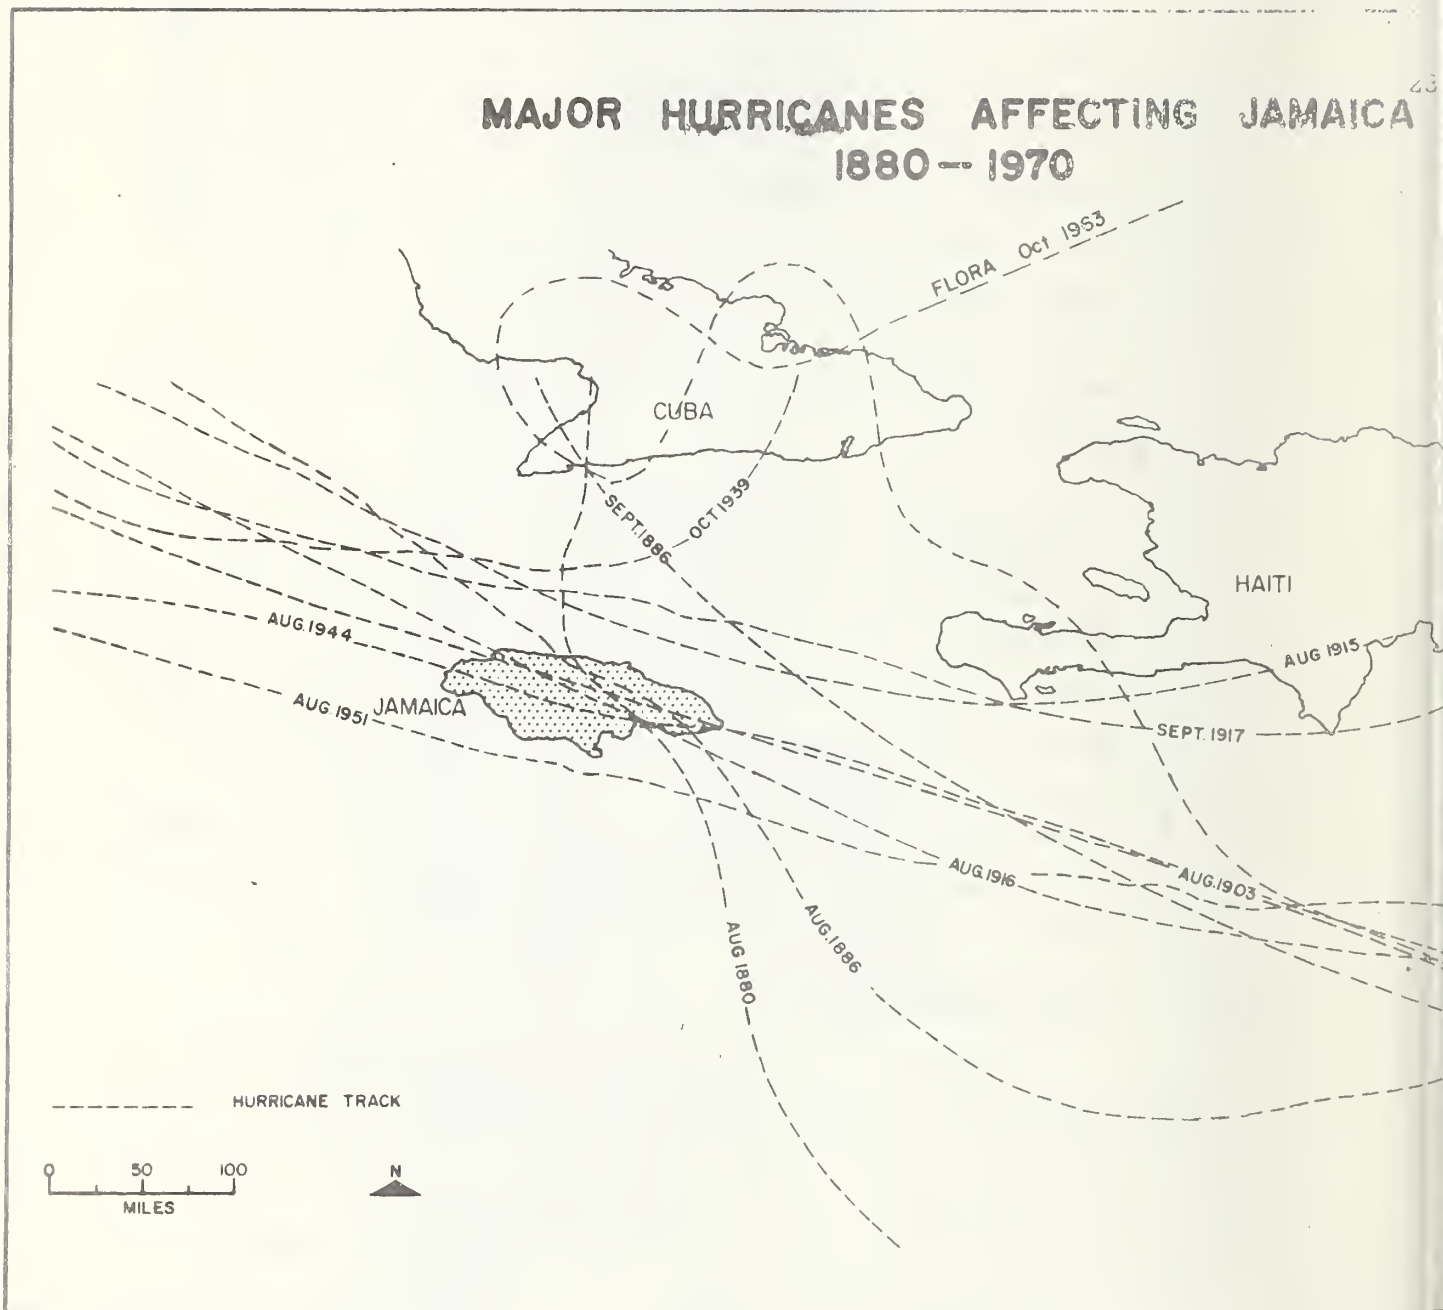 23
MAJOR HURRICANES AFFECTING JAMAICA
1880-1970
FLORA Oct 1963
CUBA
SEPT. 1886
OCT 1939
HAITI
AUG. 1944
AUG 1915
AUG. 1951
JAMAICA
SEPT. 1917
AUG. 1916
AUG. 1903
AUG. 1886
AUG 1880
HURRICANE TRACK
0 50 100
MILES
N